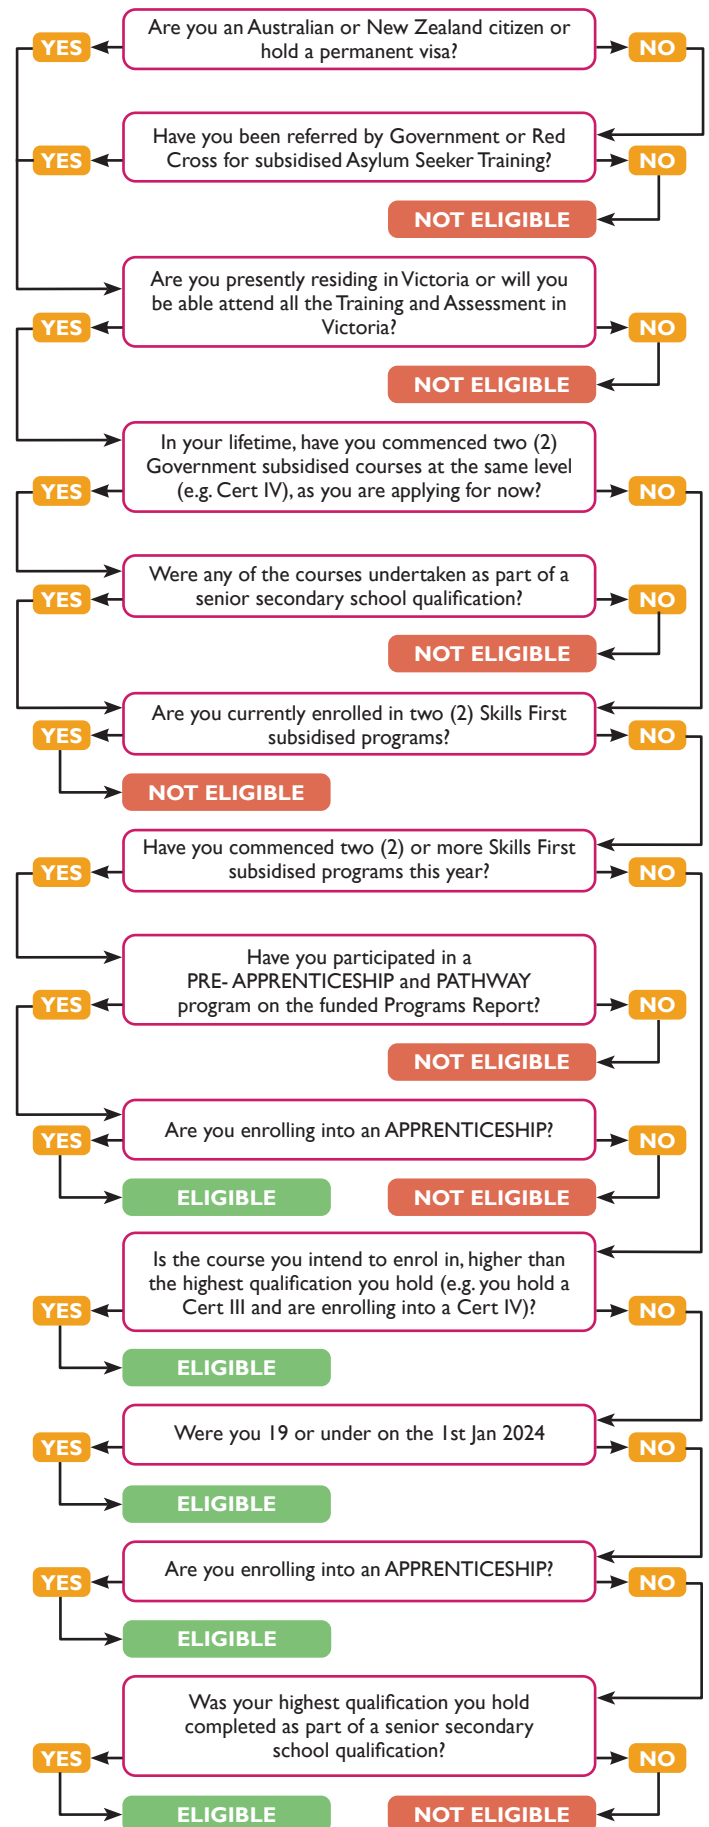 Are you an Australian or New Zealand citizen or
hold a permanent visa?
YES
NO
Have you been referred by Government or Red
Cross for subsidised Asylum Seeker Training?
YES
NO
NOT ELIGIBLE
Are you presently residing in Victoria or will you
be able attend all the Training and Assessment in
Victoria?
YES
NO
NOT ELIGIBLE
In your lifetime, have you commenced two (2)
Government subsidised courses at the same level
(e.g. Cert IV), as you are applying for now?
YES
NO
Were any of the courses undertaken as part of a
senior secondary school qualification?
YES
NO
NOT ELIGIBLE
Are you currently enrolled in two (2) Skills First
subsidised programs?
YES
NO
NOT ELIGIBLE
Have you commenced two (2) or more Skills First
subsidised programs this year?
YES
NO
Have you participated in a
PRE- APPRENTICESHIP and PATHWAY
program on the funded Programs Report?
YES
NO
NOT ELIGIBLE
Are you enrolling into an APPRENTICESHIP?
YES
NO
ELIGIBLE
NOT ELIGIBLE
Is the course you intend to enrol in, higher than
the highest qualification you hold (e.g. you hold a
Cert III and are enrolling into a Cert IV)?
YES
NO
ELIGIBLE
Were you 19 or under on the 1st Jan 2024
YES
NO
ELIGIBLE
Are you enrolling into an APPRENTICESHIP?
YES
NO
ELIGIBLE
Was your highest qualification you hold
completed as part of a senior secondary
school qualification?
YES
NO
ELIGIBLE
NOT ELIGIBLE